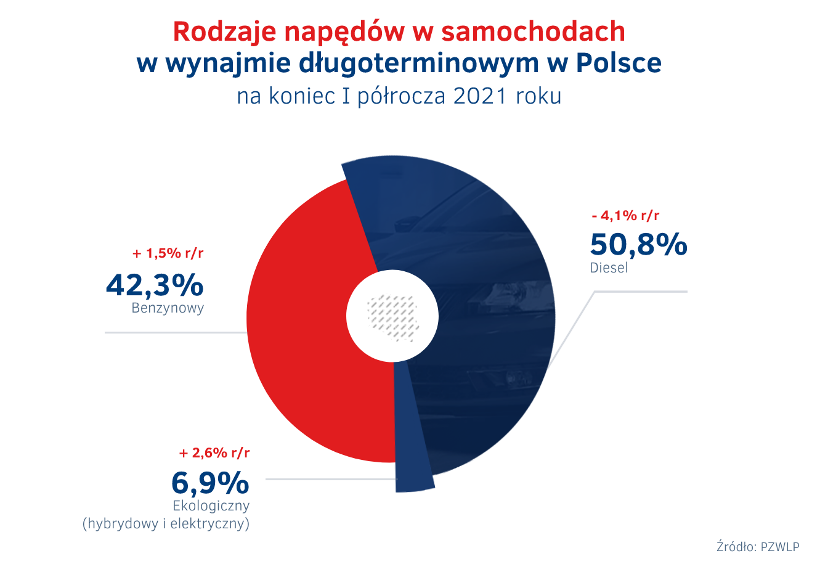 Rodzaje napędów w samochodach
w wynajmie długoterminowym w Polsce
na koniec I półrocza 2021 roku
- 4,1% r/r
50,8%
Diesel
+ 1,5% r/r
42,3%
Benzynowy
+ 2,6% r/r
6,9%
Ekologiczny
(hybrydowy i elektryczny)
Źródło: PZWLP